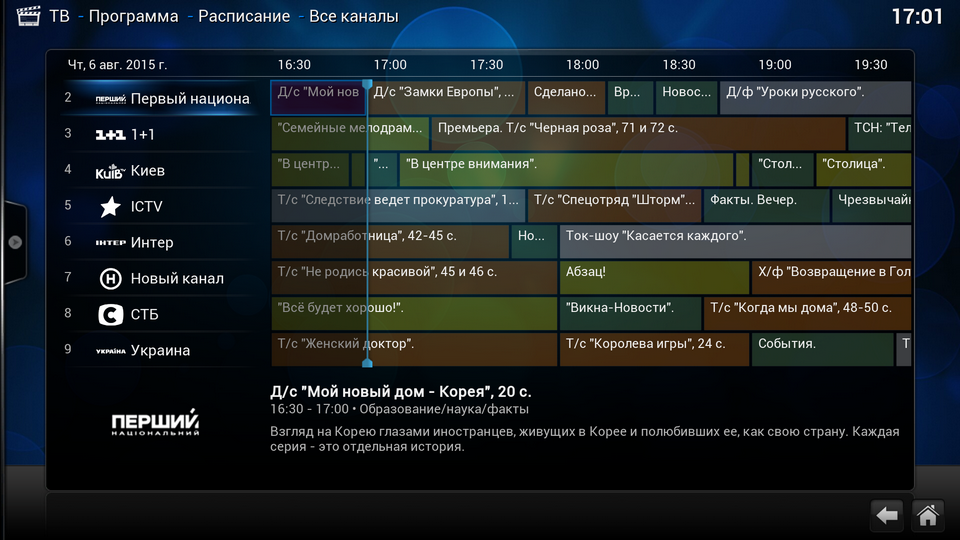 ТВ - Программа - Расписание - Все каналы 17:01
Чт, 6 авг. 2015 г. 16:30 17:00 17:30 18:00 18:30 19:00 19:30
2 ПЕРШИЙ Первый национа Д/с "Мой нов Д/с "Замки Европы", ... Сделано... Вр... Новос... Д/ф "Уроки русского".
3 1+1 1+1 "Семейные мелодрам... Премьера. Т/с "Черная роза", 71 и 72 с. ТСН: "Тел
4 КиїВ Киев "В центр... "... "В центре внимания". "Стол... "Столица".
5 ICTV Т/с "Следствие ведет прокуратура", 1... Т/с "Спецотряд "Шторм"... Факты. Вечер. Чрезвычай
6 ІНТЕР Интер Т/с "Домработница", 42-45 с. Но... Ток-шоу "Касается каждого".
7 Н Новый канал Т/с "Не родись красивой", 45 и 46 с. Абзац! Х/ф "Возвращение в Гол
8 С СТБ "Всё будет хорошо!". "Викна-Новости". Т/с "Когда мы дома", 48-50 с.
9 УКРАЇНА Украина Т/с "Женский доктор". Т/с "Королева игры", 24 с. События. Т
Д/с "Мой новый дом - Корея", 20 с.
16:30 - 17:00 • Образование/наука/факты
ПЕРШИЙ
НАЦІОНАЛЬНИЙ
Взгляд на Корею глазами иностранцев, живущих в Корее и полюбивших ее, как свою страну. Каждая
серия - это отдельная история.